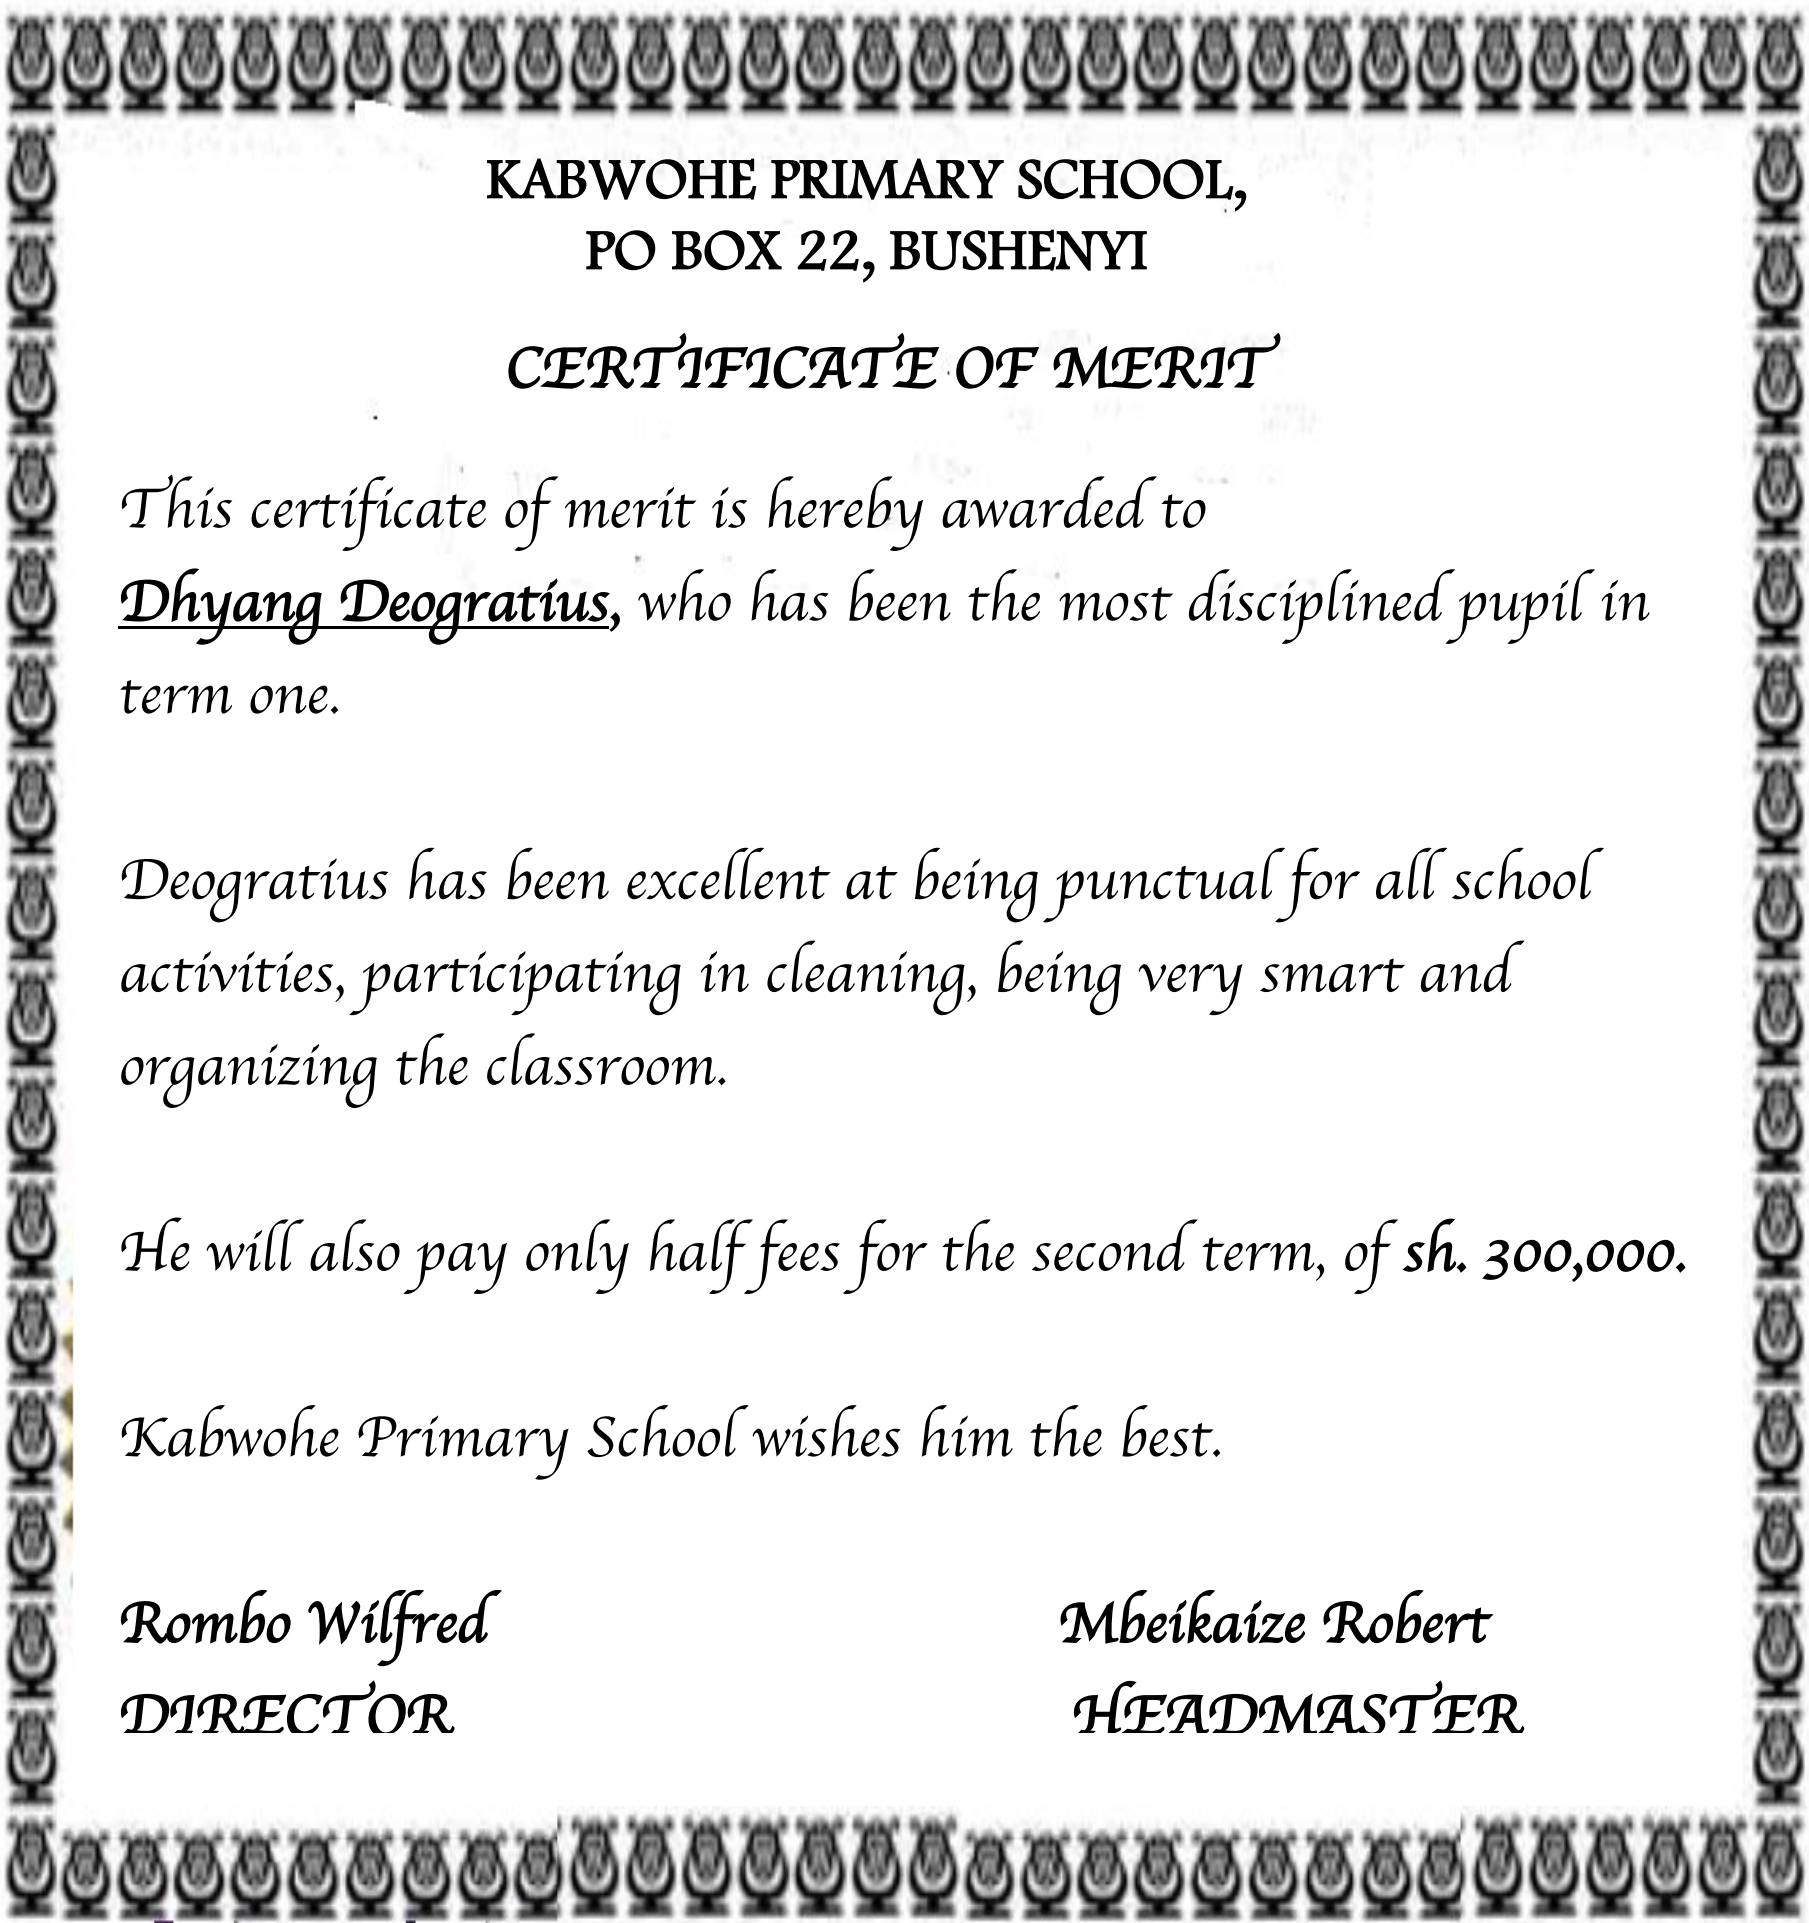 KABWOHE PRIMARY SCHOOL,
PO BOX 22, BUSHENYI
CERTIFICATE OF MERIT
This certificate of merit is hereby awarded to
Dhyang Deogratius, who has been the most disciplined pupil in
term one.
Deogratius has been excellent at being punctual for all school
activities, participating in cleaning, being very smart and
organizing the classroom.
He will also pay only half fees for the second term, of sh. 300,000.
Kabwohe Primary School wishes him the best.
Rombo Wilfred Mbeikaize Robert
DIRECTOR HEADMASTER